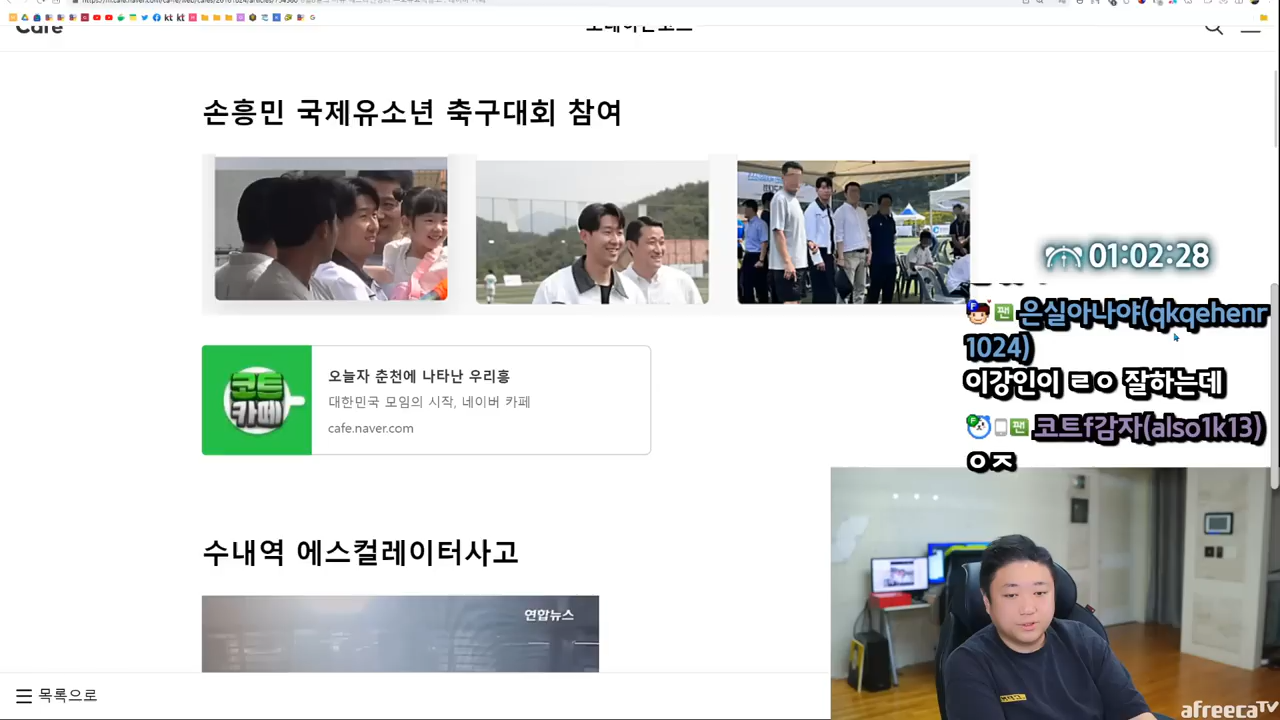 Cafe
손흥민 국제유소년 축구대회 참여
01:02:28
은실아나야(qkqehenr
1024)
이강인이 ㄹㅇ 잘하는데
오늘자 춘천에 나타난 우리흥
대한민국 모임의 시작, 네이버 카페
cafe.naver.com
코트
카페
코트f감자(also1k13)
ㅇㅈ
수내역 에스컬레이터사고
연합뉴스
목록으로
afreecaTV